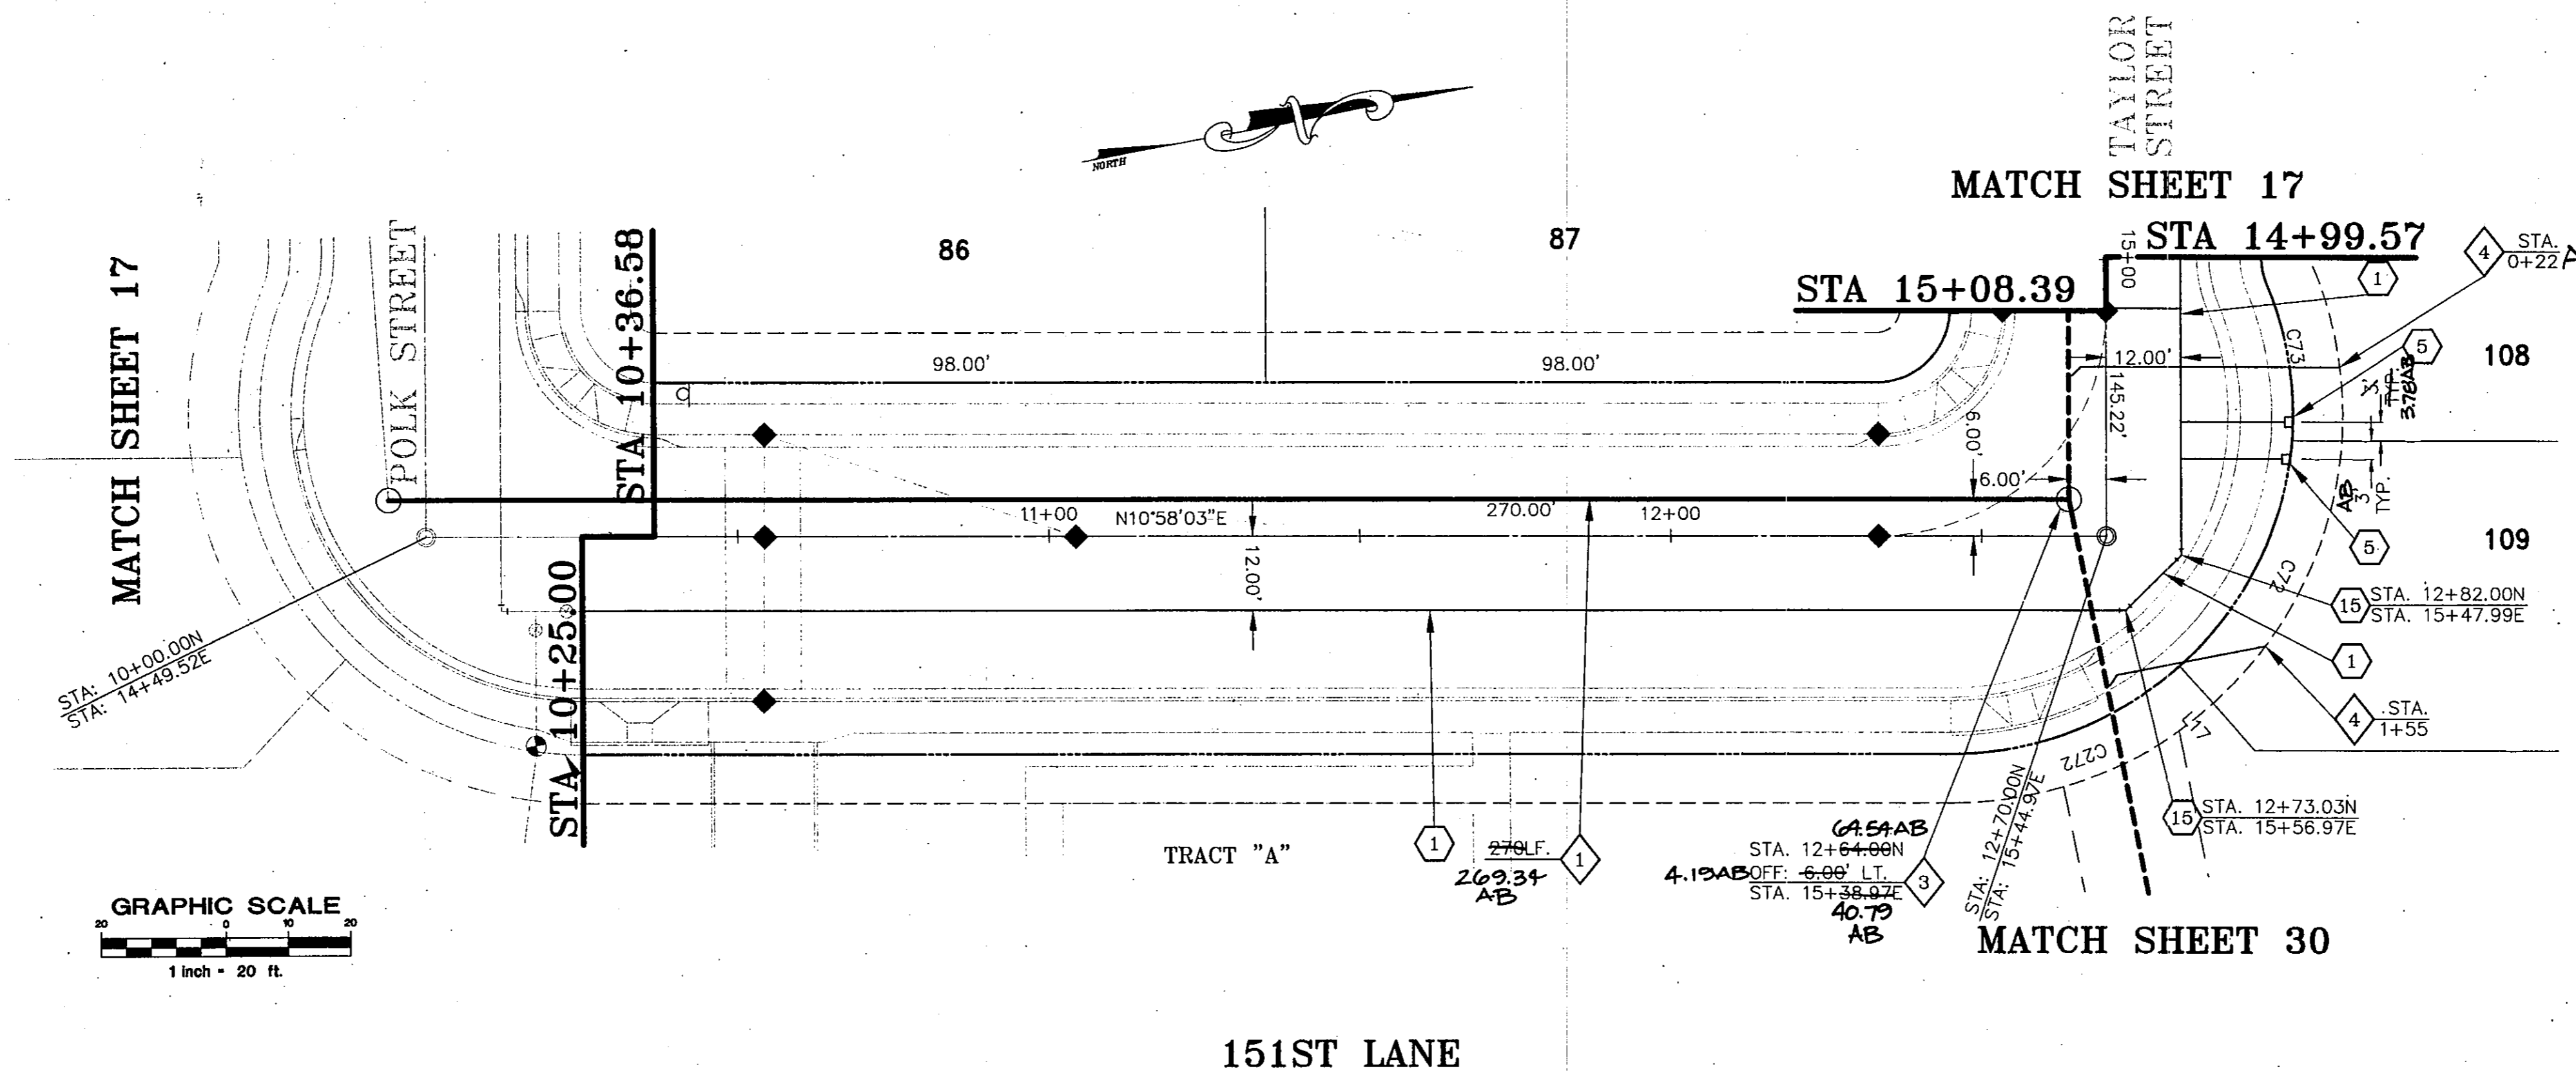 TAYLOR
STREET
NORTH
MATCH SHEET 17
STA 14+99.57
15+00
STA 15+08.39
4
STA.
0+22 A
1
MATCH SHEET 17
POLK STREET
STA 10+36.58
86
87
98.00'
98.00'
12.00'
145.22'
C73
5
108
3'
TYP.
3.78AB
6.00'
6.00'
11+00
N10°58'03"E
270.00'
12+00
12.00'
AB
3'
TYP.
5
109
C72
15
STA. 12+82.00N
STA. 15+47.99E
1
STA: 10+00.00N
STA: 14+49.52E
STA 10+25.00
4
STA.
1+55
C272
15
STA. 12+73.03N
STA. 15+56.97E
STA: 12+70.00N
STA: 15+44.97E
TRACT "A"
1
270LF.
1
269.34
AB
64.54AB
STA. 12+64.00N
4.19AB OFF: 6.00' LT.
STA. 15+38.97E
3
40.79
AB
GRAPHIC SCALE
20 0 10 20
1 inch = 20 ft.
MATCH SHEET 30
151ST LANE